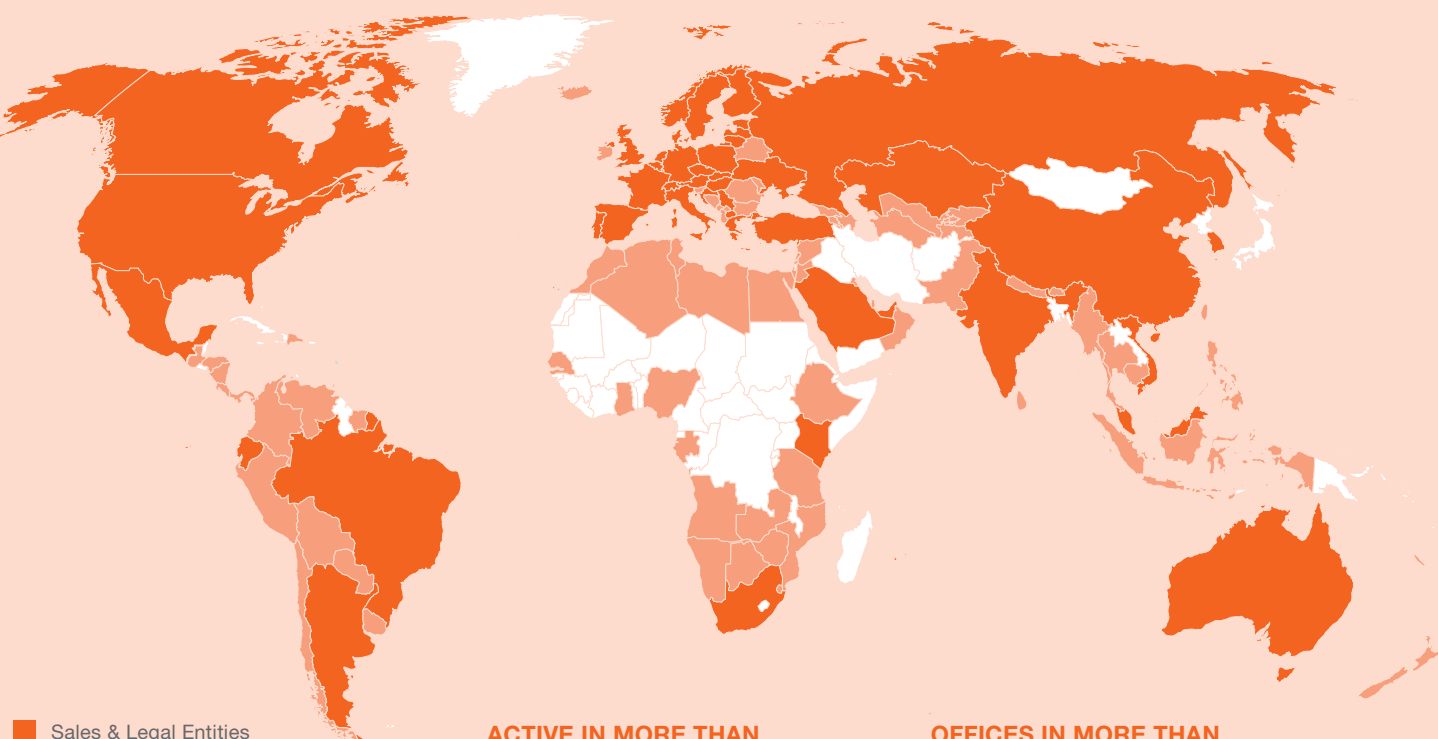 Sales & Legal Entities
ACTIVE IN MORE THAN
OFFICES IN MORE THAN